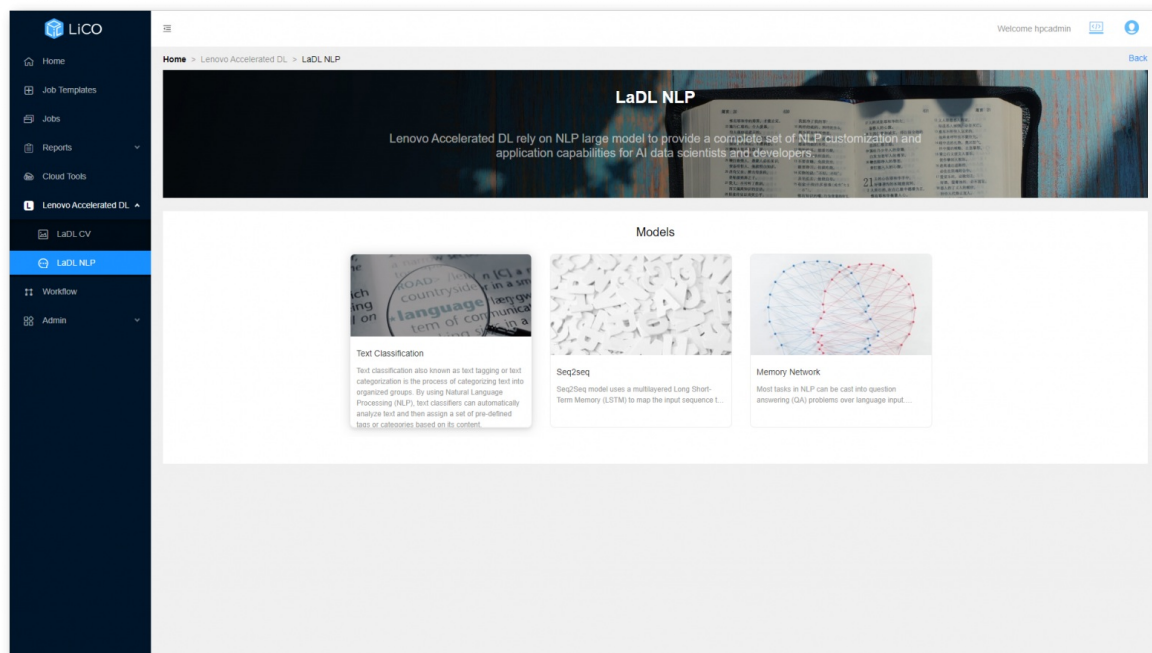 LiCO
Welcome hpcadmin
Home
Job Templates
Jobs
Reports
Cloud Tools
Lenovo Accelerated DL
LaDL CV
LaDL NLP
Workflow
Admin
Home > Lenovo Accelerated DL > LaDL NLP
Back
LaDL NLP
Lenovo Accelerated DL rely on NLP large model to provide a complete set of NLP customization and
application capabilities for AI data scientists and developers.
Models
countryside
language
Text Classification
Text classification also known as text tagging or text
categorization is the process of categorizing text into
organized groups. By using Natural Language
Processing (NLP), text classifiers can automatically
analyze text and then assign a set of pre-defined
tags or categories based on its content.
Seq2seq
Seq2Seq model uses a multilayered Long Short-
Term Memory (LSTM) to map the input sequence t...
Memory Network
Most tasks in NLP can be cast into question
answering (QA) problems over language input....